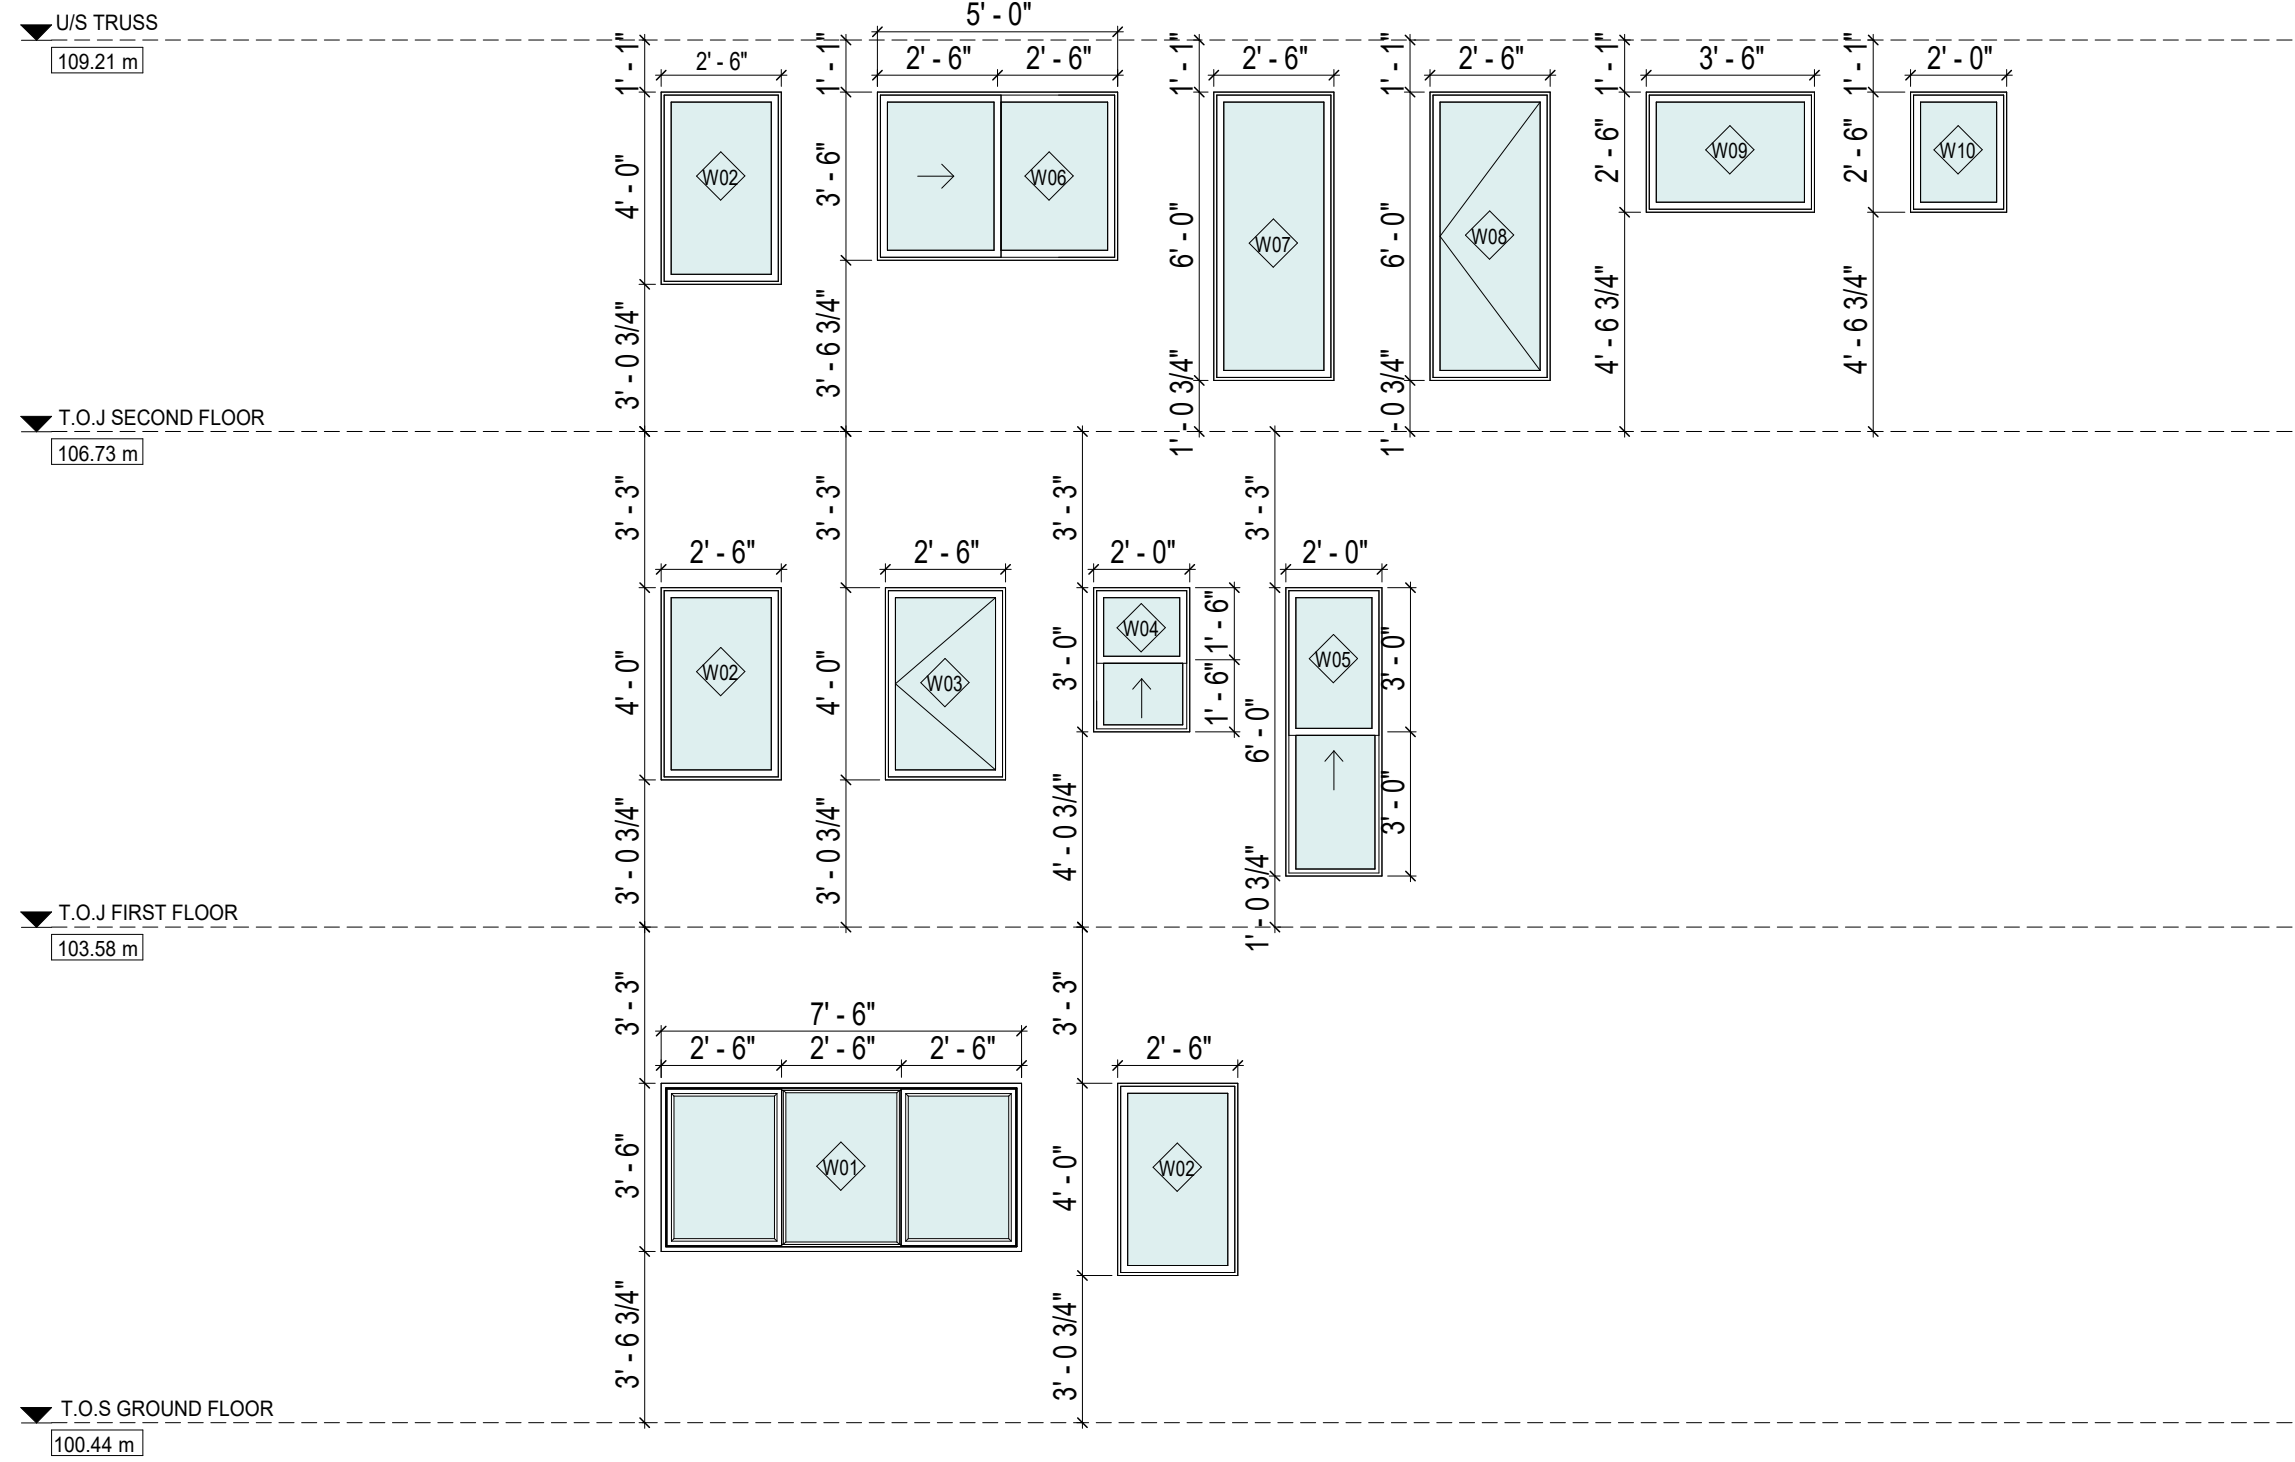 U/S TRUSS
109.21 m
5' - 0"
2' - 6"
2' - 6"
2' - 6"
2' - 6"
2' - 6"
3' - 6"
2' - 0"
1' - 1"
1' - 1"
1' - 1"
1' - 1"
1' - 1"
1' - 1"
4' - 0"
W02
3' - 6"
W06
6' - 0"
W07
6' - 0"
W08
2' - 6"
W09
2' - 6"
W10
3' - 0 3/4"
3' - 6 3/4"
1' - 0 3/4"
1' - 0 3/4"
4' - 6 3/4"
4' - 6 3/4"
T.O.J SECOND FLOOR
106.73 m
3' - 3"
3' - 3"
3' - 3"
3' - 3"
2' - 6"
2' - 6"
2' - 0"
2' - 0"
4' - 0"
W02
4' - 0"
W03
3' - 0"
W04
1' - 6"
1' - 6"
6' - 0"
W05
3' - 0"
3' - 0"
3' - 0 3/4"
3' - 0 3/4"
4' - 0 3/4"
1' - 0 3/4"
T.O.J FIRST FLOOR
103.58 m
3' - 3"
3' - 3"
7' - 6"
2' - 6"
2' - 6"
2' - 6"
2' - 6"
3' - 6"
W01
4' - 0"
W02
3' - 6 3/4"
3' - 0 3/4"
T.O.S GROUND FLOOR
100.44 m